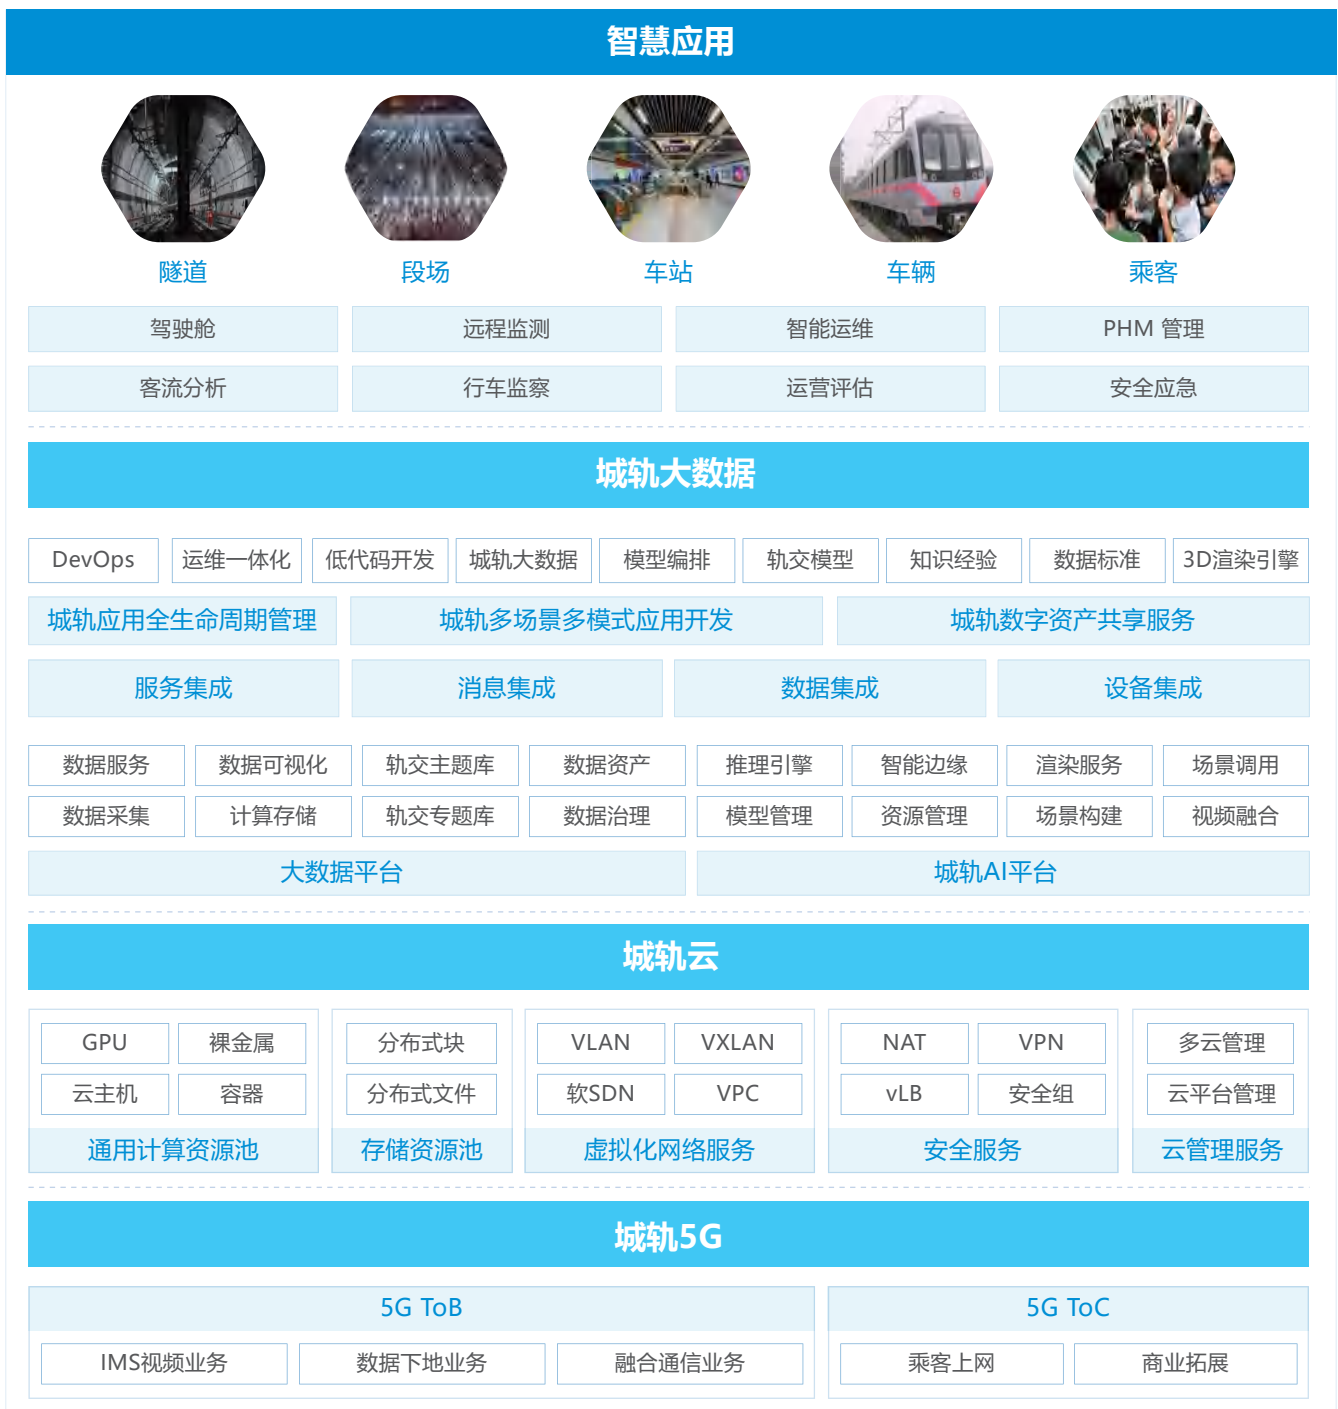 智慧应用
隧道 段场 车站 车辆 乘客
驾驶舱 远程监测 智能运维 PHM 管理
客流分析 行车监察 运营评估 安全应急
城轨大数据
DevOps 运维一体化 低代码开发 城轨大数据 模型编排 轨交模型 知识经验 数据标准 3D渲染引擎
城轨应用全生命周期管理 城轨多场景多模式应用开发 城轨数字资产共享服务
服务集成 消息集成 数据集成 设备集成
数据服务 数据可视化 轨交主题库 数据资产 推理引擎 智能边缘 渲染服务 场景调用
数据采集 计算存储 轨交专题库 数据治理 模型管理 资源管理 场景构建 视频融合
大数据平台 城轨AI平台
城轨云
GPU 裸金属 分布式块 VLAN VXLAN NAT VPN 多云管理
云主机 容器 分布式文件 软SDN VPC vLB 安全组 云平台管理
通用计算资源池 存储资源池 虚拟化网络服务 安全服务 云管理服务
城轨5G
5G ToB 5G ToC
IMS视频业务 数据下地业务 融合通信业务 乘客上网 商业拓展